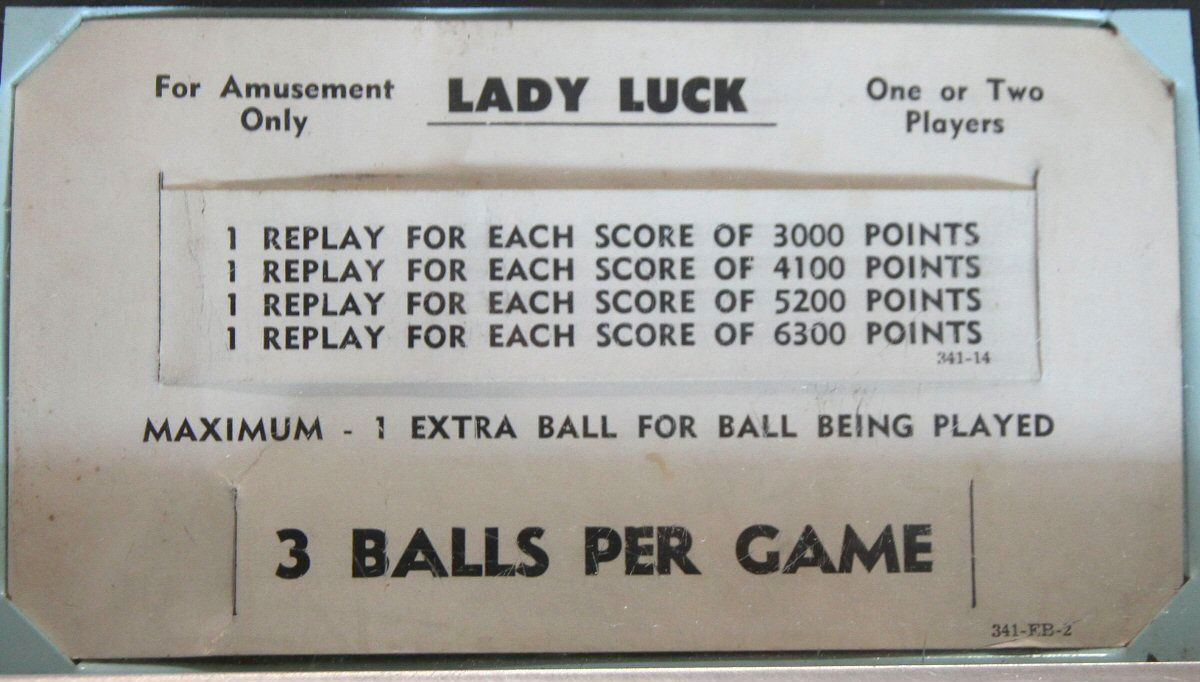 For Amusement Only
LADY LUCK
One or Two Players
1 REPLAY FOR EACH SCORE OF 3000 POINTS
1 REPLAY FOR EACH SCORE OF 4100 POINTS
1 REPLAY FOR EACH SCORE OF 5200 POINTS
1 REPLAY FOR EACH SCORE OF 6300 POINTS
341-14
MAXIMUM - 1 EXTRA BALL FOR BALL BEING PLAYED
3 BALLS PER GAME
341-EB-2